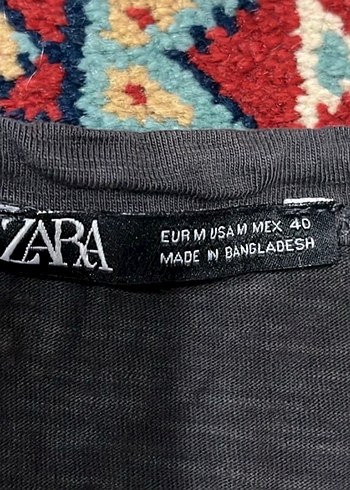 ZARA
EUR M USA M MEX 40
MADE IN BANGLADESH